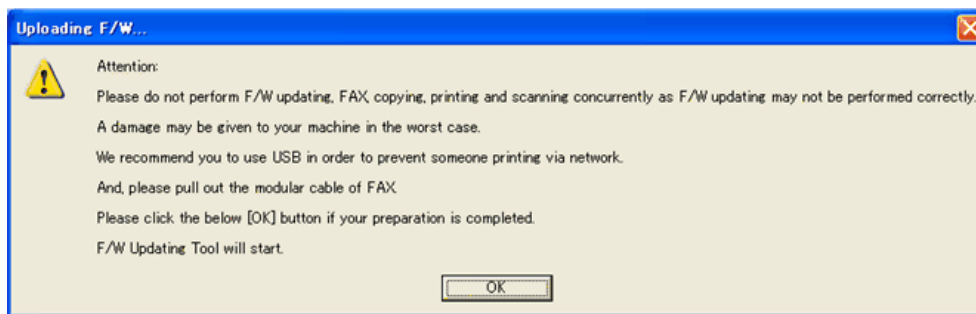 Uploading F/W...
Attention:
Please do not perform F/W updating, FAX, copying, printing and scanning concurrently as F/W updating may not be performed correctly.
A damage may be given to your machine in the worst case.
We recommend you to use USB in order to prevent someone printing via network.
And, please pull out the modular cable of FAX.
Please click the below [OK] button if your preparation is completed.
F/W Updating Tool will start.
OK